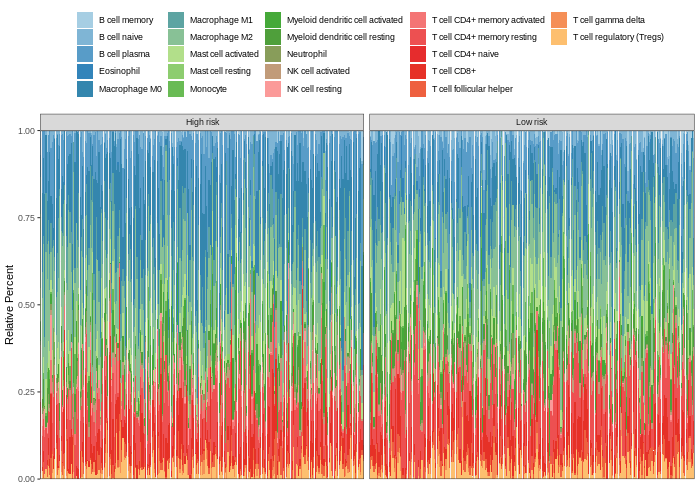 B cell memory
B cell naive
B cell plasma
Eosinophil
Macrophage M0
Macrophage M1
Macrophage M2
Mast cell activated
Mast cell resting
Monocyte
Myeloid dendritic cell activated
Myeloid dendritic cell resting
Neutrophil
NK cell activated
NK cell resting
T cell CD4+ memory activated
T cell CD4+ memory resting
T cell CD4+ naive
T cell CD8+
T cell follicular helper
T cell gamma delta
T cell regulatory (Tregs)
High risk
Low risk
Relative Percent
1.00
0.75
0.50
0.25
0.00